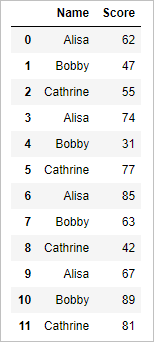 Name Score
0 Alisa 62
1 Bobby 47
2 Cathrine 55
3 Alisa 74
4 Bobby 31
5 Cathrine 77
6 Alisa 85
7 Bobby 63
8 Cathrine 42
9 Alisa 67
10 Bobby 89
11 Cathrine 81